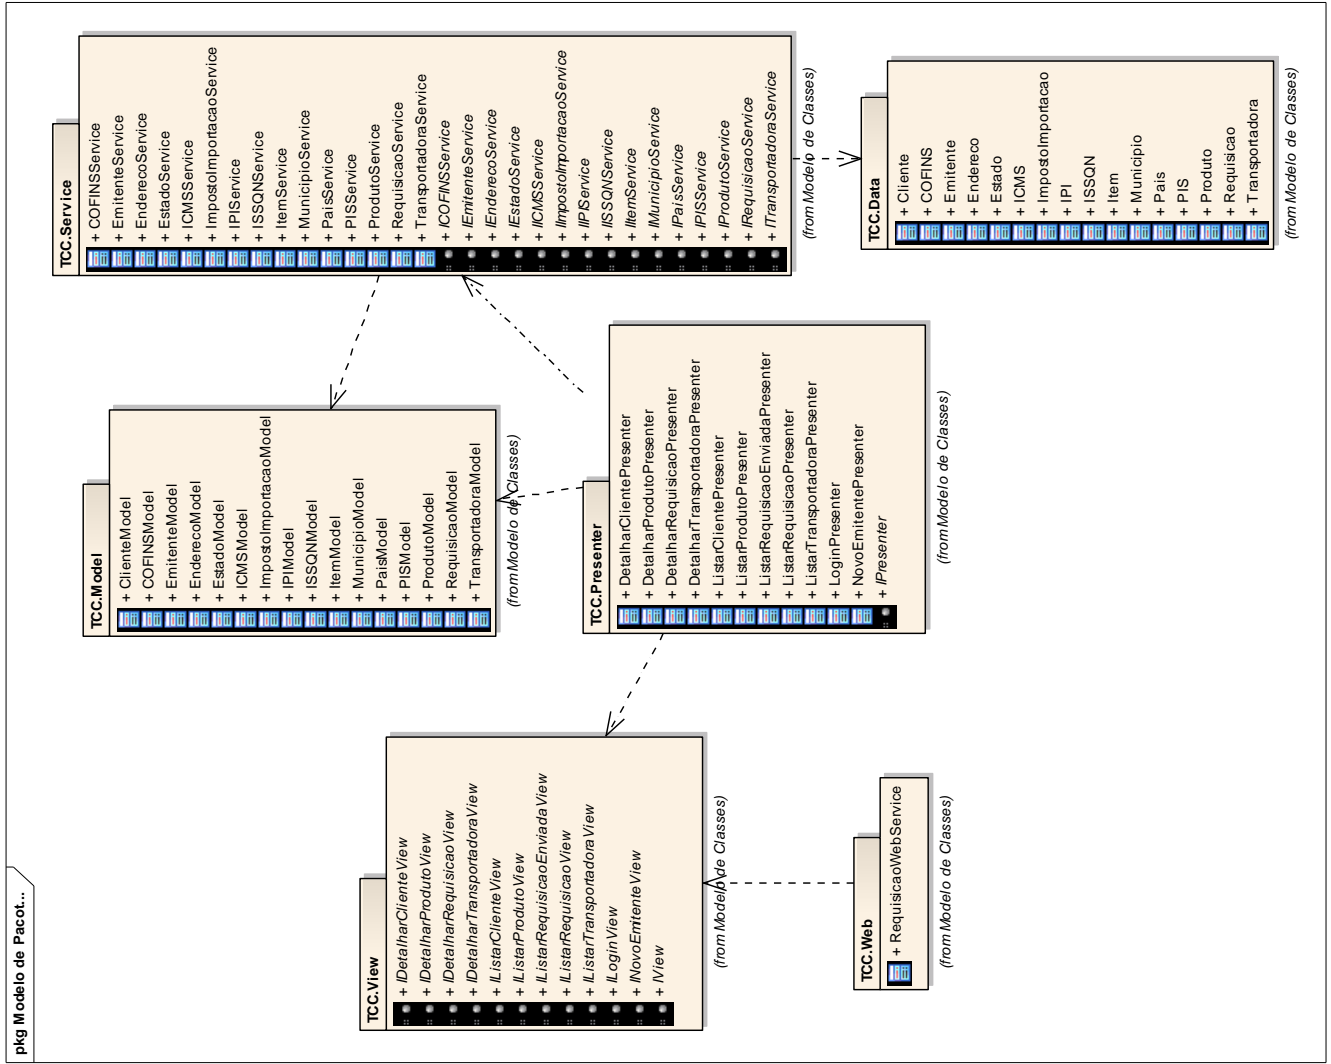 pkg Modelo de Pacot...
TCC.Service
+ COFINSService
+ EmitenteService
+ EnderecoService
+ EstadoService
+ ICMSService
+ ImpostoImportacaoService
+ IPIService
+ ISSQNService
+ ItemService
+ MunicipioService
+ PaisService
+ PISService
+ ProdutoService
+ RequisicaoService
+ TransportadoraService
+ ICOFINSService
+ IEmitenteService
+ IEnderecoService
+ IEstadoService
+ IICMSService
+ IImpostoImportacaoService
+ IIPIService
+ IISSQNService
+ IItemService
+ IMunicipioService
+ IPaisService
+ IPISService
+ IProdutoService
+ IRequisicaoService
+ ITransportadoraService
(from Modelo de Classes)
TCC.Data
+ Cliente
+ COFINS
+ Emitente
+ Endereco
+ Estado
+ ICMS
+ ImpostoImportacao
+ IPI
+ ISSQN
+ Item
+ Municipio
+ Pais
+ PIS
+ Produto
+ Requisicao
+ Transportadora
(from Modelo de Classes)
TCC.Model
+ ClienteModel
+ COFINSModel
+ EmitenteModel
+ EnderecoModel
+ EstadoModel
+ ICMSModel
+ ImpostoImportacaoModel
+ IPIModel
+ ISSQNModel
+ ItemModel
+ MunicipioModel
+ PaisModel
+ PISModel
+ ProdutoModel
+ RequisicaoModel
+ TransportadoraModel
(from Modelo de Classes)
TCC.Presenter
+ DetalharClientePresenter
+ DetalharProdutoPresenter
+ DetalharRequisicaoPresenter
+ DetalharTransportadoraPresenter
+ ListarClientePresenter
+ ListarProdutoPresenter
+ ListarRequisicaoEnviadaPresenter
+ ListarRequisicaoPresenter
+ ListarTransportadoraPresenter
+ LoginPresenter
+ NovoEmitentePresenter
+ IPresenter
(from Modelo de Classes)
TCC.View
+ IDetalharClienteView
+ IDetalharProdutoView
+ IDetalharRequisicaoView
+ IDetalharTransportadoraView
+ IListarClienteView
+ IListarProdutoView
+ IListarRequisicaoEnviadaView
+ IListarRequisicaoView
+ IListarTransportadoraView
+ ILoginView
+ INovoEmitenteView
+ IView
(from Modelo de Classes)
TCC.Web
+ RequisicaoWebService
(from Modelo de Classes)